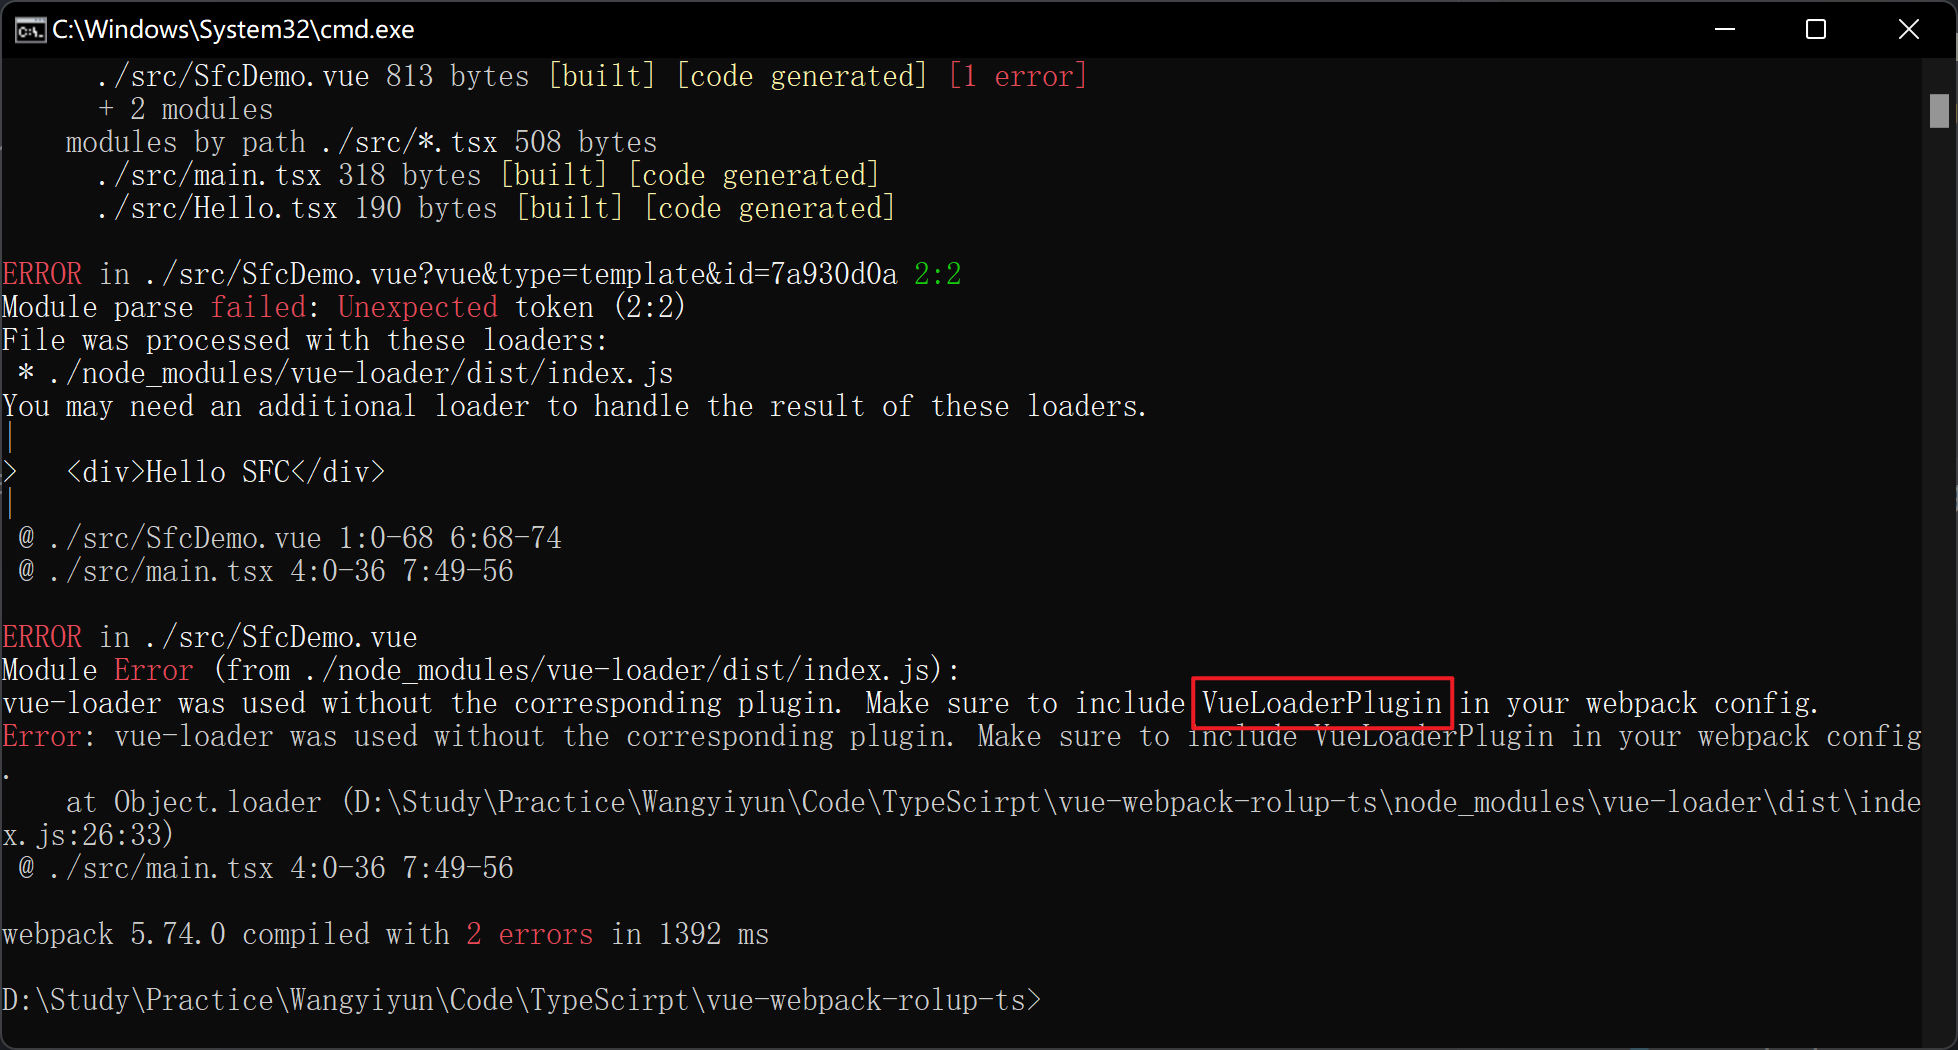 C:\Windows\System32\cmd.exe
./src/SfcDemo.vue 813 bytes [built] [code generated] [1 error]
+ 2 modules
modules by path ./src/*.tsx 508 bytes
./src/main.tsx 318 bytes [built] [code generated]
./src/Hello.tsx 190 bytes [built] [code generated]
ERROR in ./src/SfcDemo.vue?vue&type=template&id=7a930d0a 2:2
Module parse failed: Unexpected token (2:2)
File was processed with these loaders:
* ./node_modules/vue-loader/dist/index.js
You may need an additional loader to handle the result of these loaders.
|
>   <div>Hello SFC</div>
|
@ ./src/SfcDemo.vue 1:0-68 6:68-74
@ ./src/main.tsx 4:0-36 7:49-56
ERROR in ./src/SfcDemo.vue
Module Error (from ./node_modules/vue-loader/dist/index.js):
vue-loader was used without the corresponding plugin. Make sure to include VueLoaderPlugin in your webpack config.
Error: vue-loader was used without the corresponding plugin. Make sure to include VueLoaderPlugin in your webpack config
.
at Object.loader (D:\Study\Practice\Wangyiyun\Code\TypeScirpt\vue-webpack-rolup-ts\node_modules\vue-loader\dist\inde
x.js:26:33)
@ ./src/main.tsx 4:0-36 7:49-56
webpack 5.74.0 compiled with 2 errors in 1392 ms
D:\Study\Practice\Wangyiyun\Code\TypeScirpt\vue-webpack-rolup-ts>